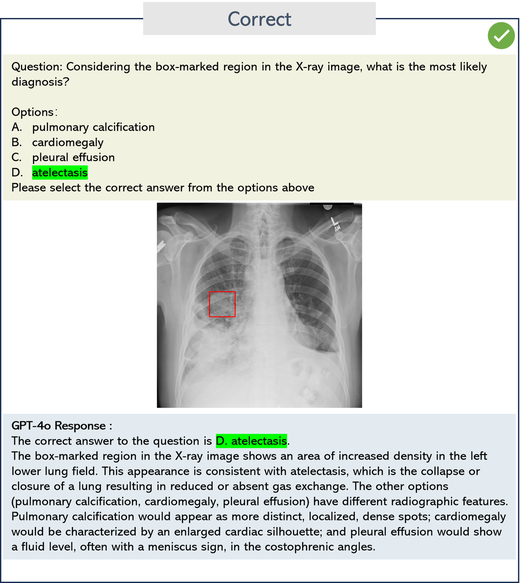 Correct
Question: Considering the box-marked region in the X-ray image, what is the most likely
diagnosis?
Options:
A. pulmonary calcification
B. cardiomegaly
C. pleural effusion
D. atelectasis
Please select the correct answer from the options above
GPT-4o Response :
The correct answer to the question is D. atelectasis.
The box-marked region in the X-ray image shows an area of increased density in the left
lower lung field. This appearance is consistent with atelectasis, which is the collapse or
closure of a lung resulting in reduced or absent gas exchange. The other options
(pulmonary calcification, cardiomegaly, pleural effusion) have different radiographic features.
Pulmonary calcification would appear as more distinct, localized, dense spots; cardiomegaly
would be characterized by an enlarged cardiac silhouette; and pleural effusion would show
a fluid level, often with a meniscus sign, in the costophrenic angles.